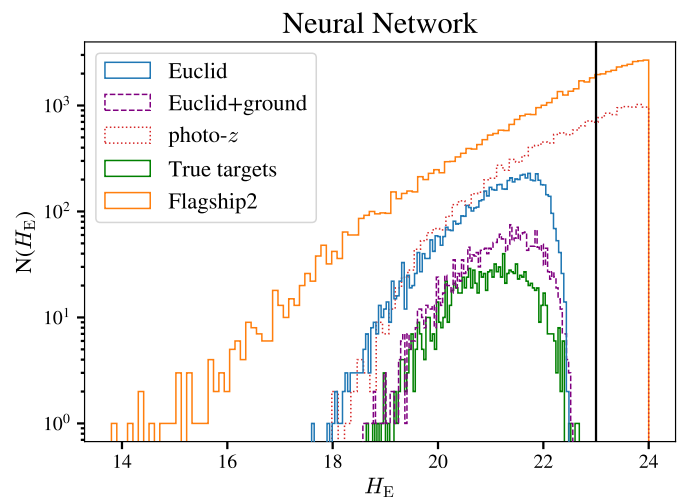 Neural Network
N(H_E)
10^3
10^2
10^1
10^0
Euclid
Euclid+ground
photo-z
True targets
Flagship2
14 16 18 20 22 24
H_E